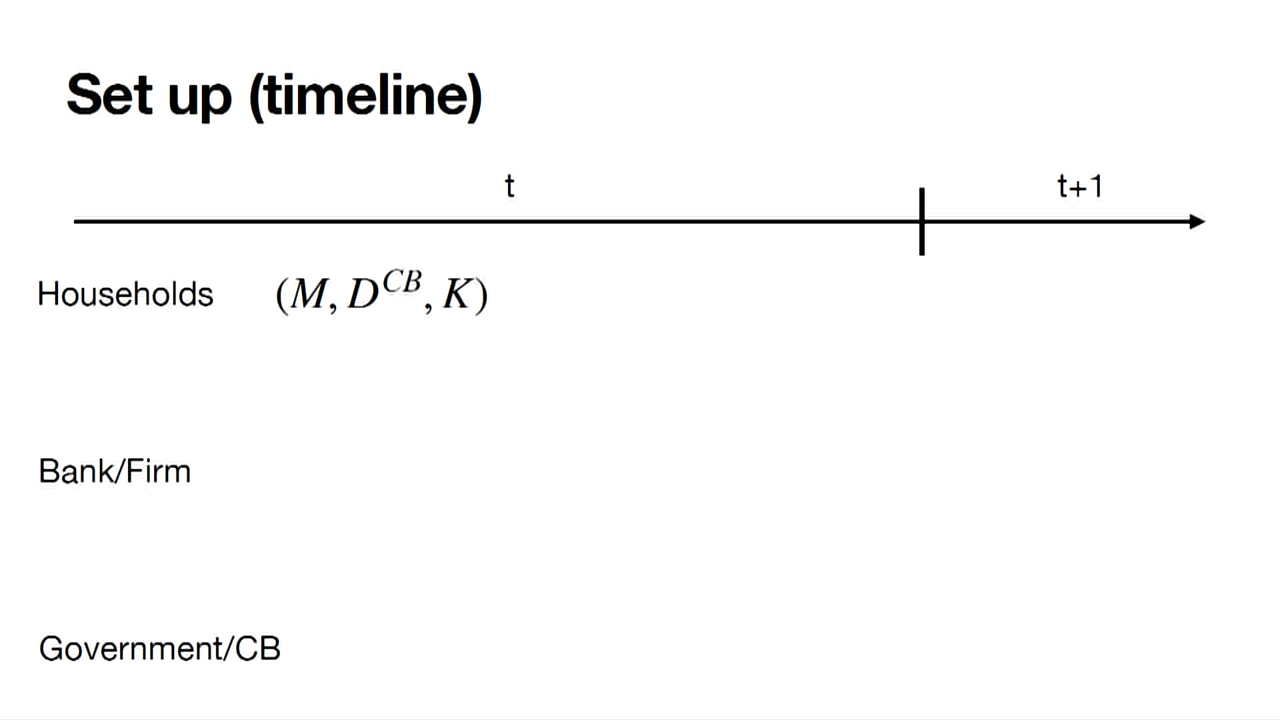 Set up (timeline)
t t+1
Households (M, D^{CB}, K)
Bank/Firm
Government/CB